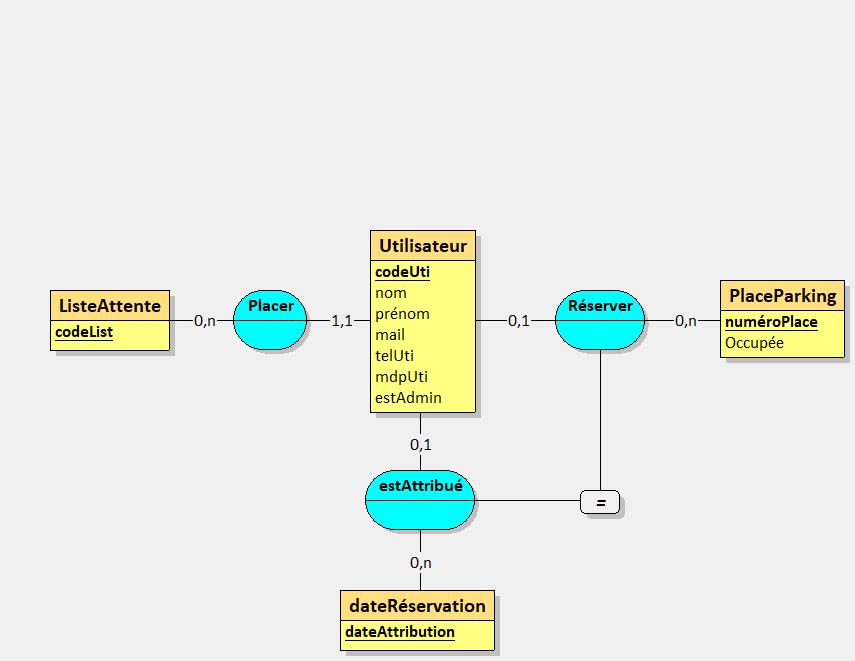 Utilisateur
codeUti
nom
prénom
mail
telUti
mdpUti
estAdmin
ListeAttente
codeList
0,n
Placer
1,1
0,1
Réserver
0,n
PlaceParking
numéroPlace
Occupée
0,1
estAttribué
=
0,n
dateRéservation
dateAttribution